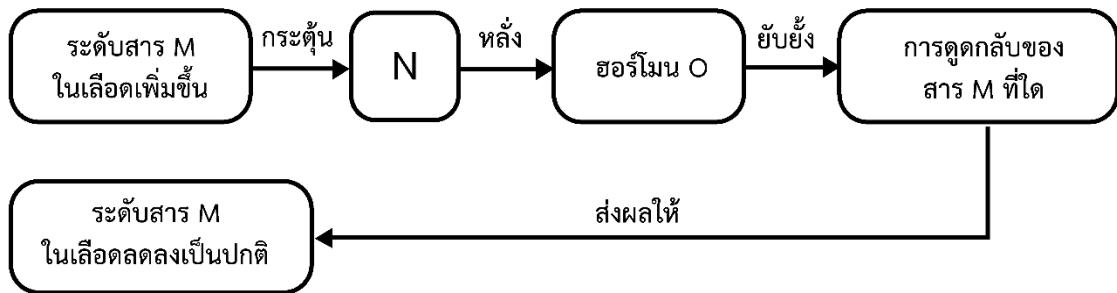 ระดับสาร M
ในเลือดเพิ่มขึ้น
กระตุ้น
N
หลั่ง
ฮอร์โมน O
ยับยั้ง
การดูดกลับของ
สาร M ที่ใด
ส่งผลให้
ระดับสาร M
ในเลือดลดลงเป็นปกติ